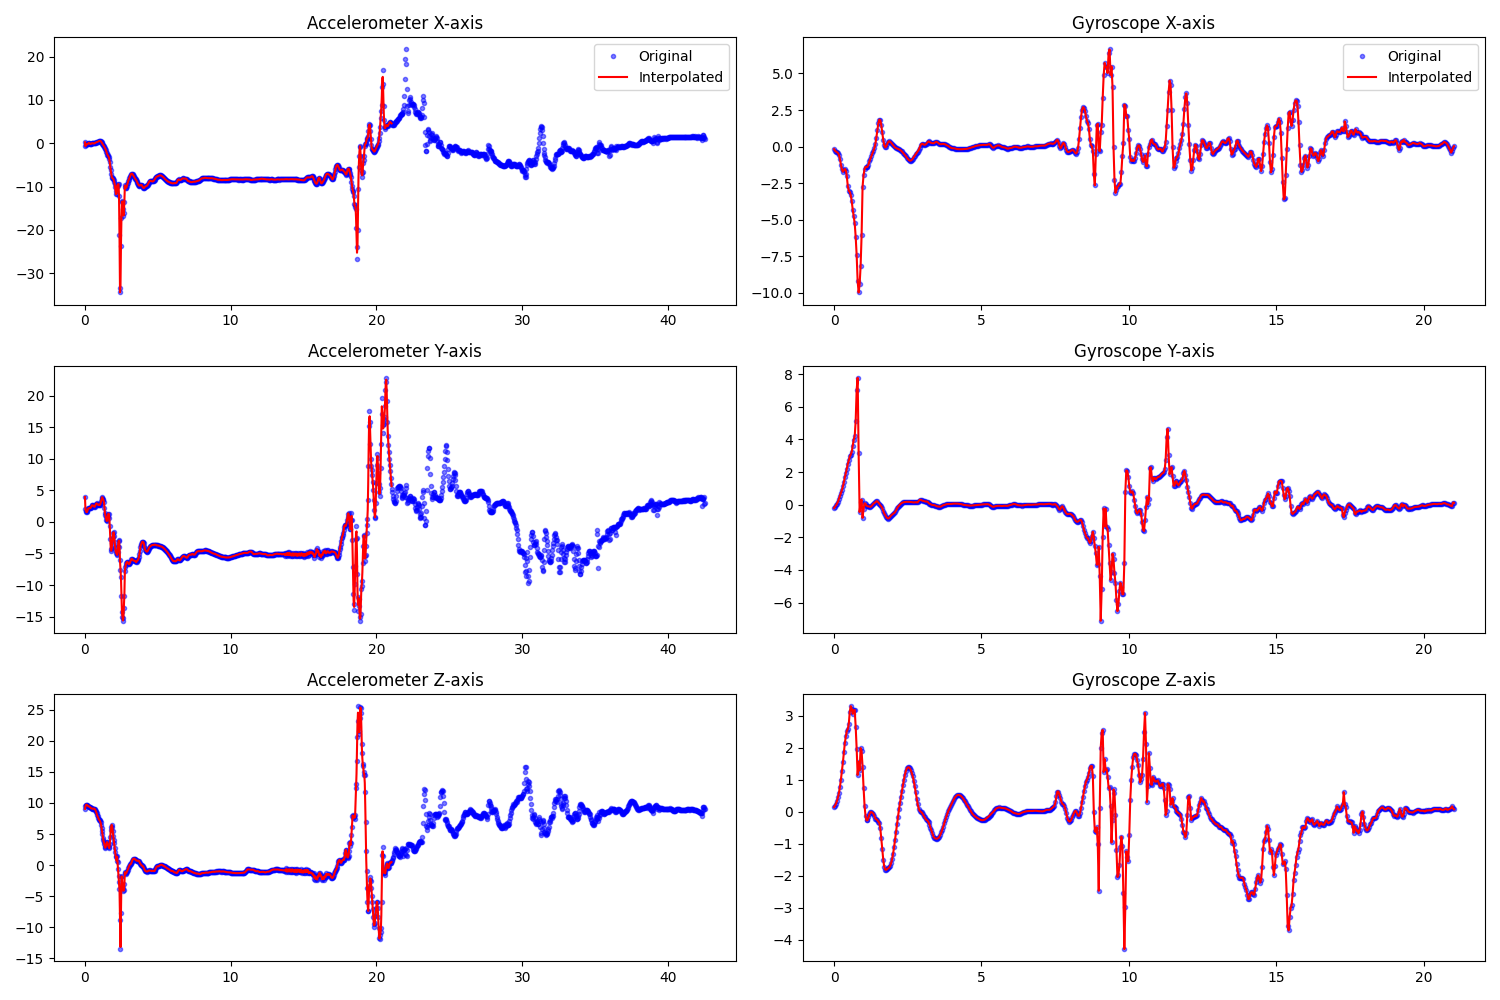 Accelerometer X-axis
20
10
0
−10
−20
−30
0 10 20 30 40
Original
Interpolated
Gyroscope X-axis
5.0
2.5
0.0
−2.5
−5.0
−7.5
−10.0
0 5 10 15 20
Original
Interpolated
Accelerometer Y-axis
20
15
10
5
0
−5
−10
−15
0 10 20 30 40
Gyroscope Y-axis
8
6
4
2
0
−2
−4
−6
0 5 10 15 20
Accelerometer Z-axis
25
20
15
10
5
0
−5
−10
−15
0 10 20 30 40
Gyroscope Z-axis
3
2
1
0
−1
−2
−3
−4
0 5 10 15 20